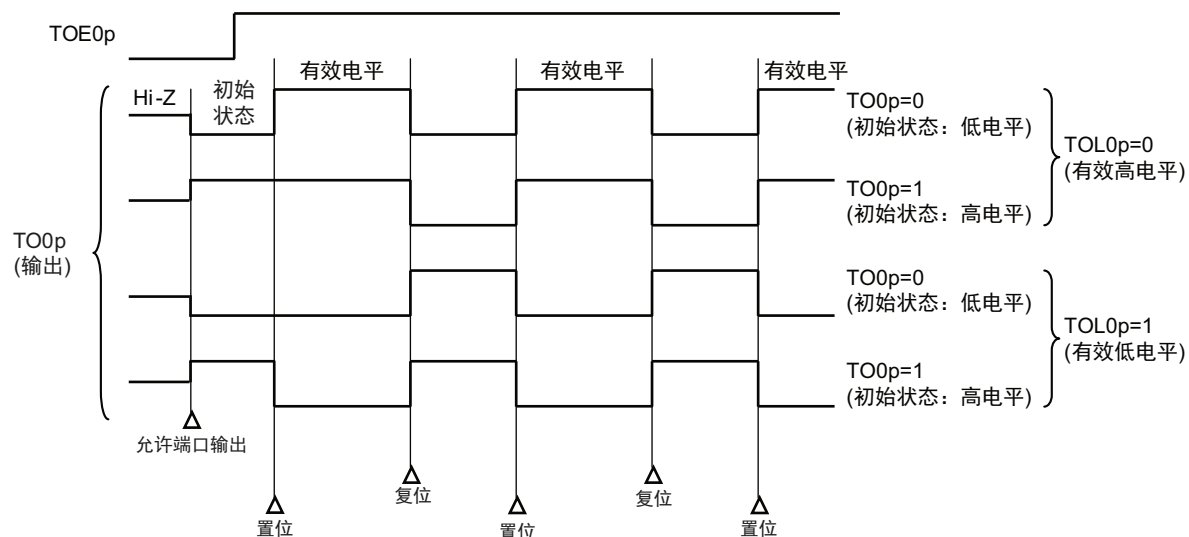 TOE0p
有效电平
有效电平
有效电平
Hi-Z
初始
状态
TO0p=0
(初始状态：低电平)
TOL0p=0
(有效高电平)
TO0p=1
(初始状态：高电平)
TO0p
(输出)
TO0p=0
(初始状态：低电平)
TOL0p=1
(有效低电平)
TO0p=1
(初始状态：高电平)
允许端口输出
复位
复位
置位
置位
置位